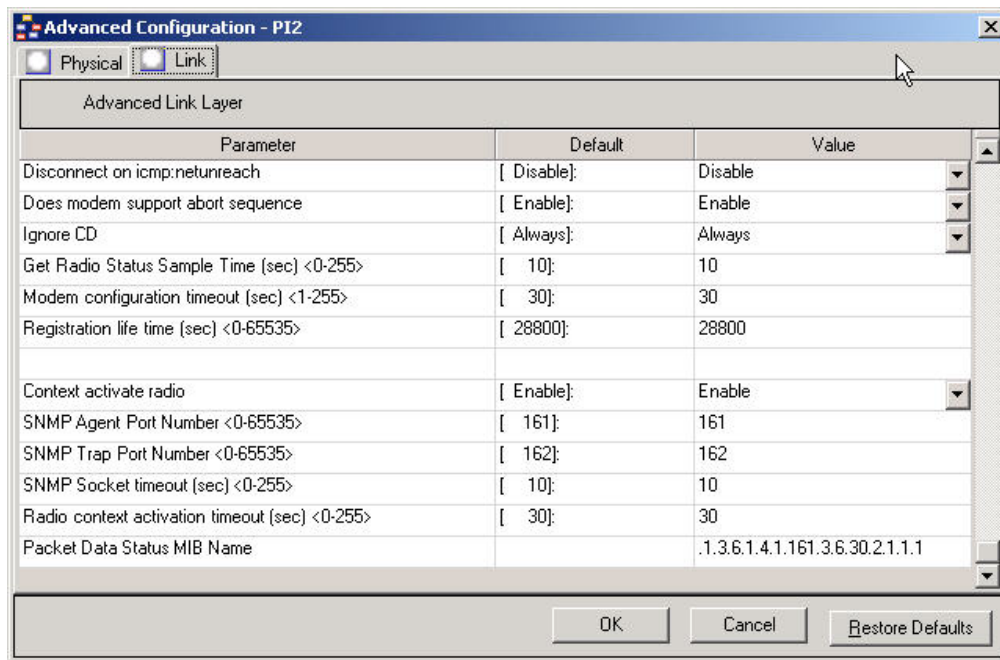 Advanced Configuration - PI2
Physical Link
Advanced Link Layer
Parameter Default Value
Disconnect on icmp:netunreach [ Disable]: Disable
Does modem support abort sequence [ Enable]: Enable
Ignore CD [ Always]: Always
Get Radio Status Sample Time (sec) <0-255> [ 10]: 10
Modem configuration timeout (sec) <1-255> [ 30]: 30
Registration life time (sec) <0-65535> [ 28800]: 28800
Context activate radio [ Enable]: Enable
SNMP Agent Port Number <0-65535> [ 161]: 161
SNMP Trap Port Number <0-65535> [ 162]: 162
SNMP Socket timeout (sec) <0-255> [ 10]: 10
Radio context activation timeout (sec) <0-255> [ 30]: 30
Packet Data Status MIB Name .1.3.6.1.4.1.161.3.6.30.2.1.1.1
OK Cancel Restore Defaults